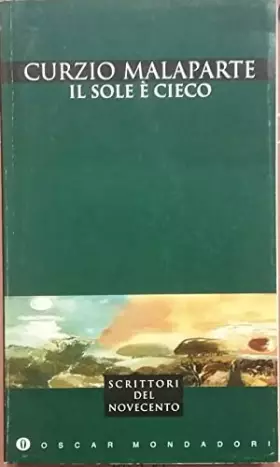 CURZIO MALAPARTE
IL SOLE È CIECO
SCRITTORI
DEL
NOVECENTO
OSCAR MONDADORI